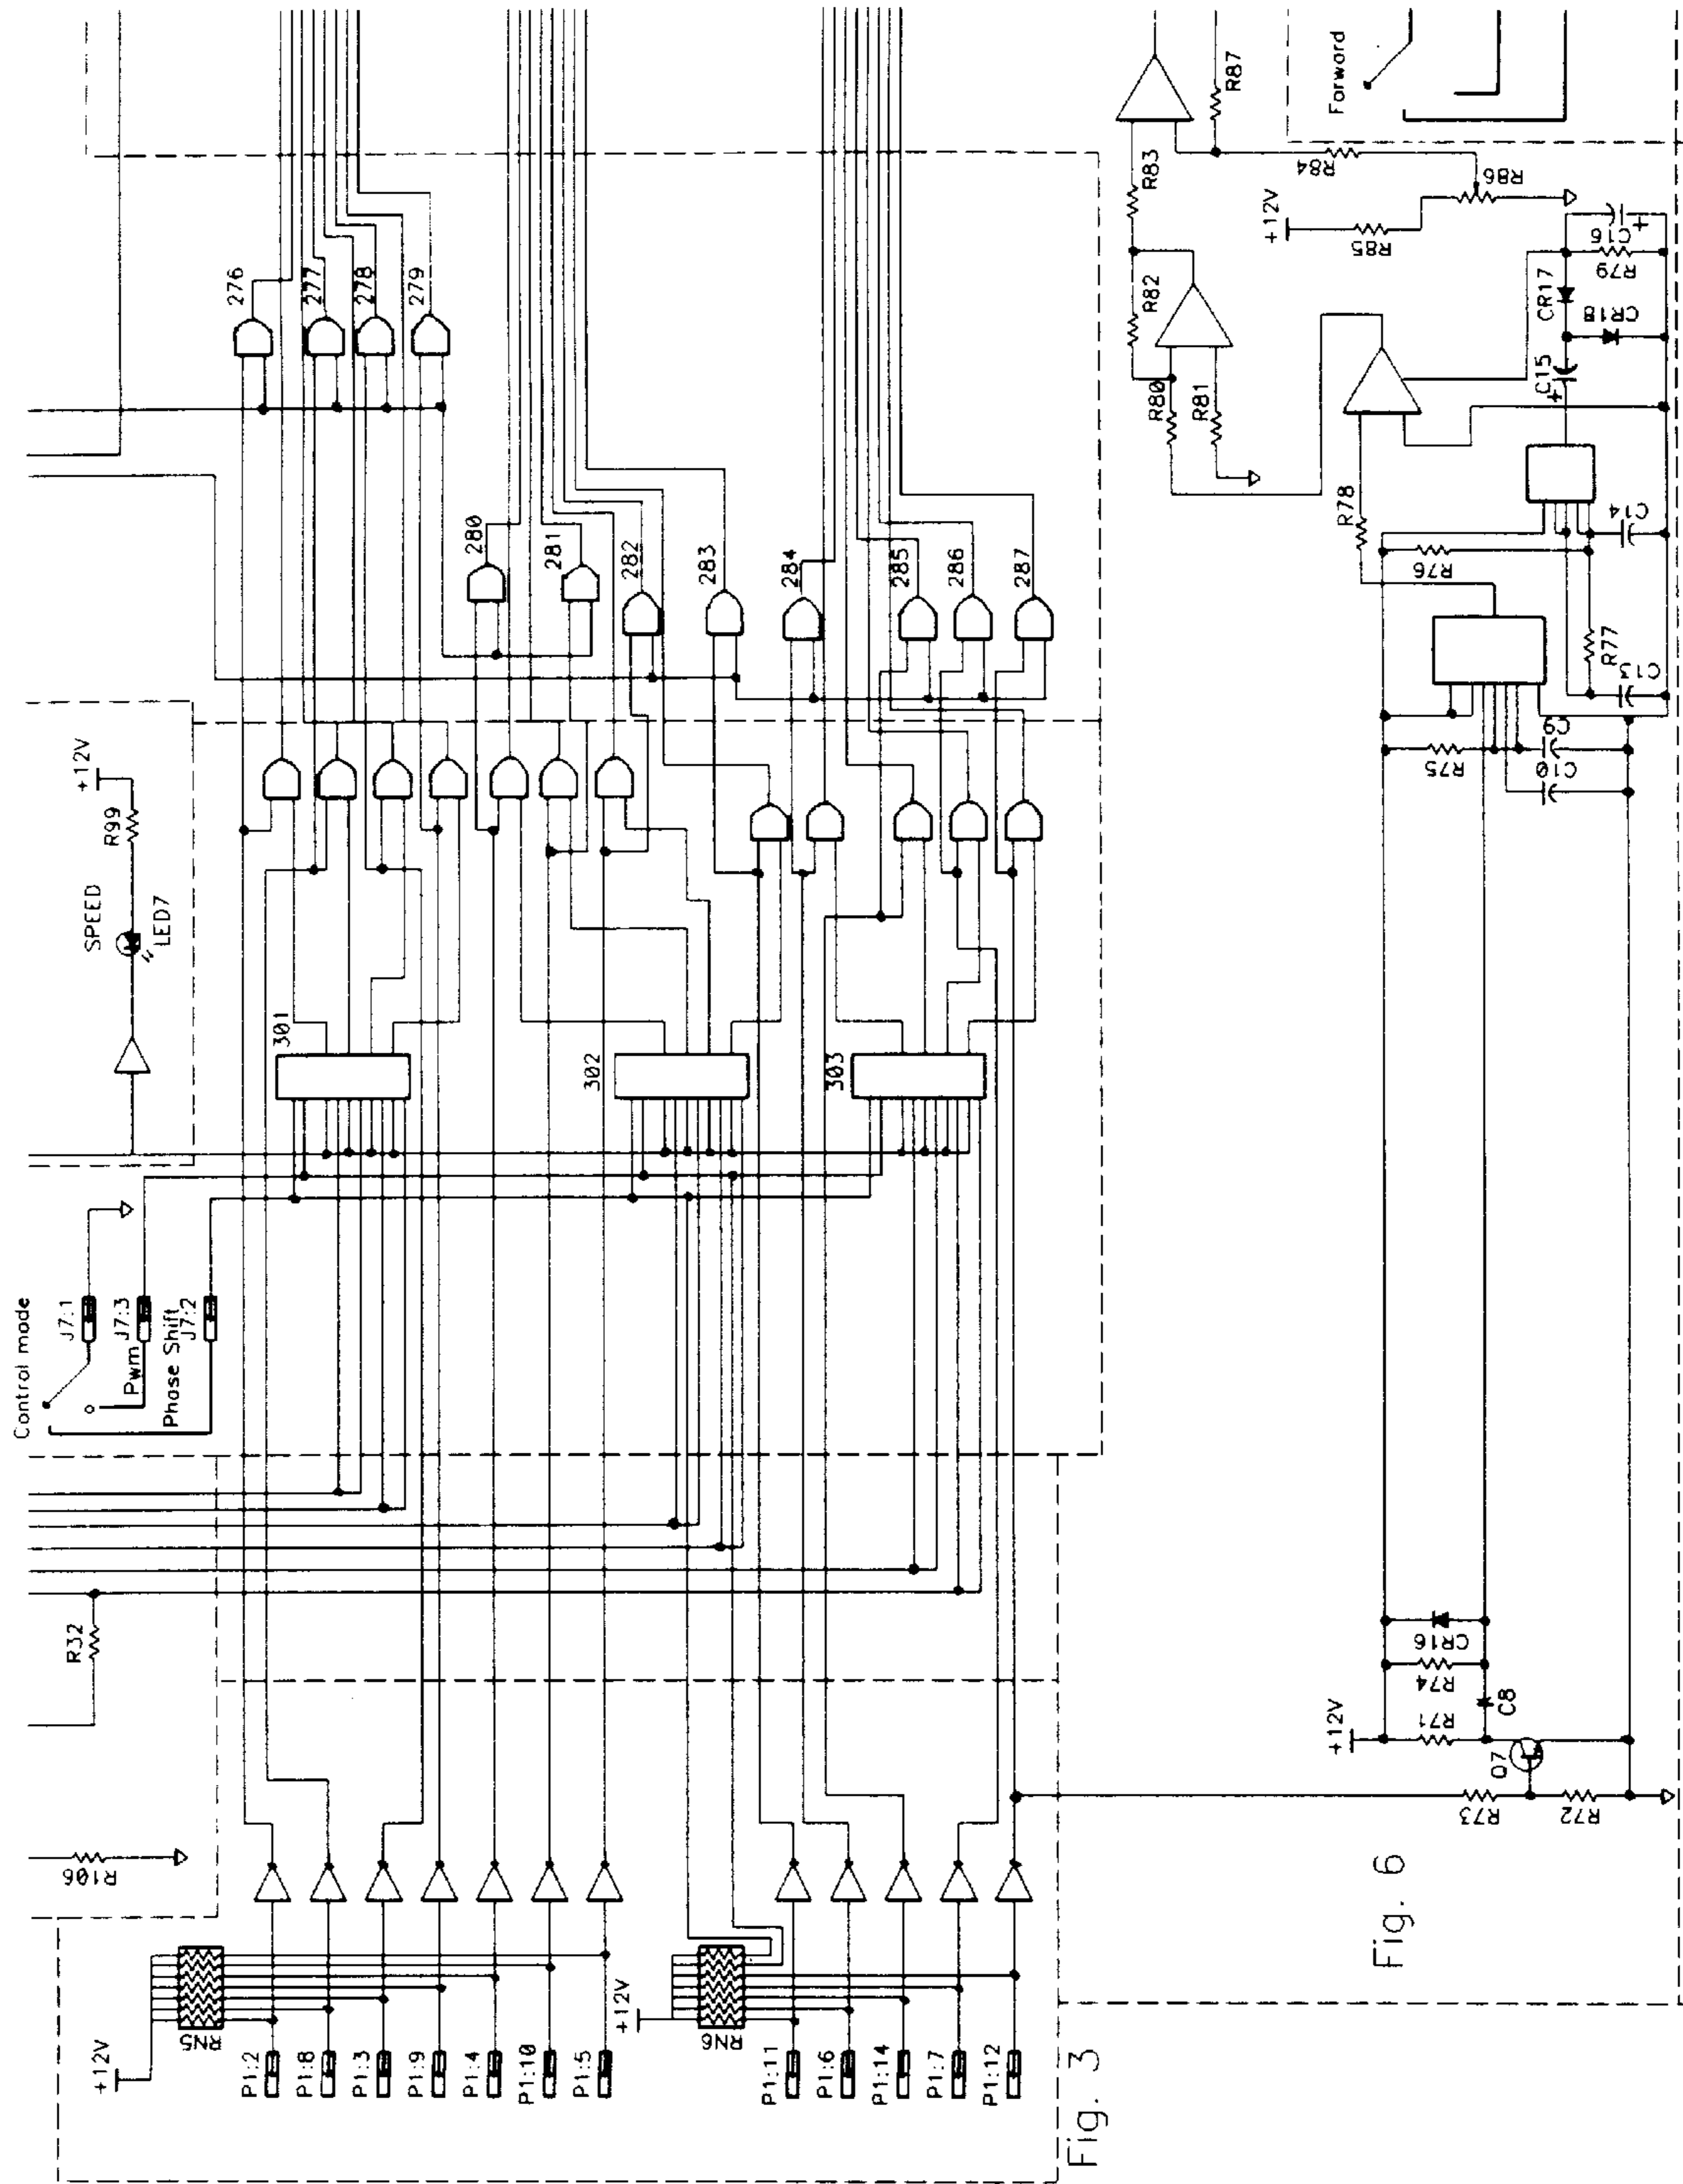 Control mode
J7:1
J7:3
Pwm
Phase Shift
J7:2
SPEED
+12V
R99
LED7
276
277
278
279
280
281
282
283
284
285
286
287
301
302
303
R32
R106
+12V
RN5
P1:2
P1:8
P1:3
P1:9
P1:4
P1:10
P1:5
+12V
RN6
P1:11
P1:6
P1:14
P1:7
P1:12
Fig. 3
R83
R87
R82
R80
R81
R84
+12V
R85
R86
Forward
R78
R76
R77
C13
C14
C15
+
CR17
CR18
R79
C16
+
R75
C9
C10
+12V
R71
R74
CR16
C8
Q7
R73
R72
Fig. 6